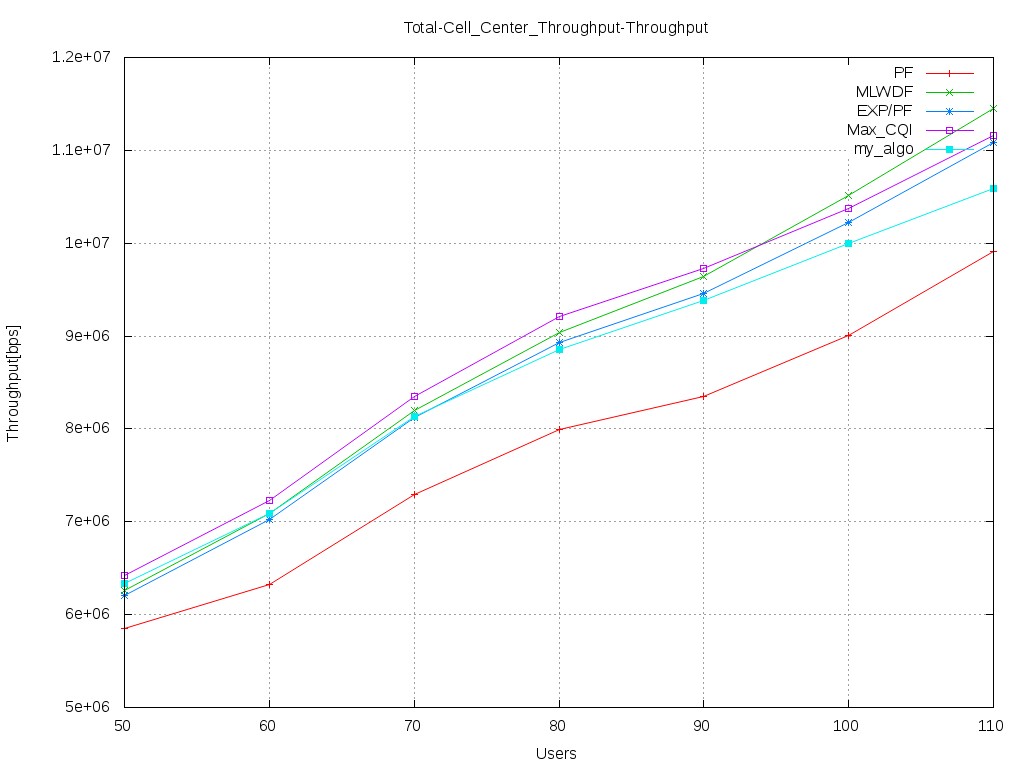 Total-Cell_Center_Throughput-Throughput
1.2e+07
1.1e+07
1e+07
9e+06
8e+06
7e+06
6e+06
5e+06
Throughput[bps]
PF
MLWDF
EXP/PF
Max_CQI
my_algo
50 60 70 80 90 100 110
Users